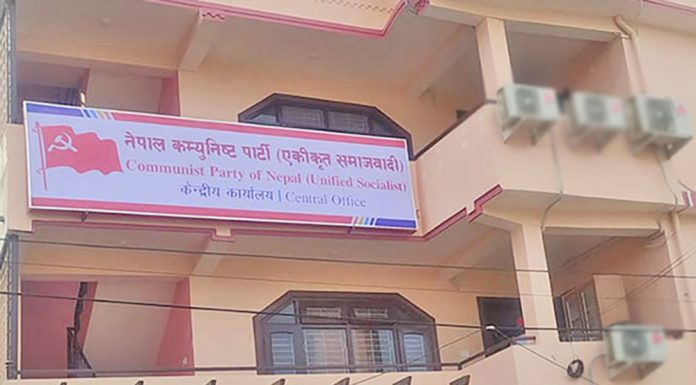 नेपाल कम्युनिष्ट पार्टी (एकीकृत समाजवादी)
Communist Party of Nepal (Unified Socialist)
केन्द्रीय कार्यालय | Central Office